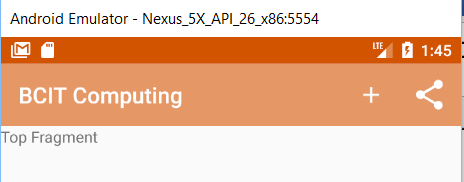 Android Emulator - Nexus_5X_API_26_x86:5554
LTE 1:45
BCIT Computing
Top Fragment